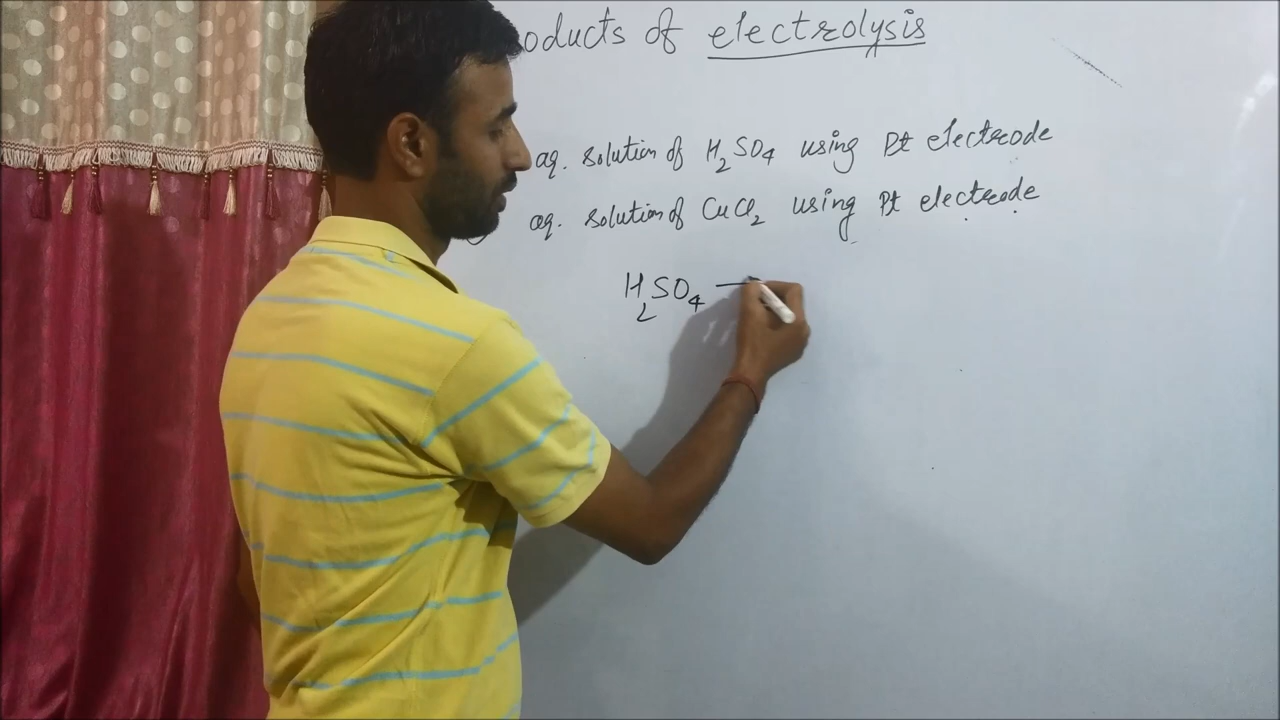 oducts of electrolysis
aq. solution of H2SO4 using Pt electrode
aq. solution of CuCl2 using Pt electrode
H2SO4 —